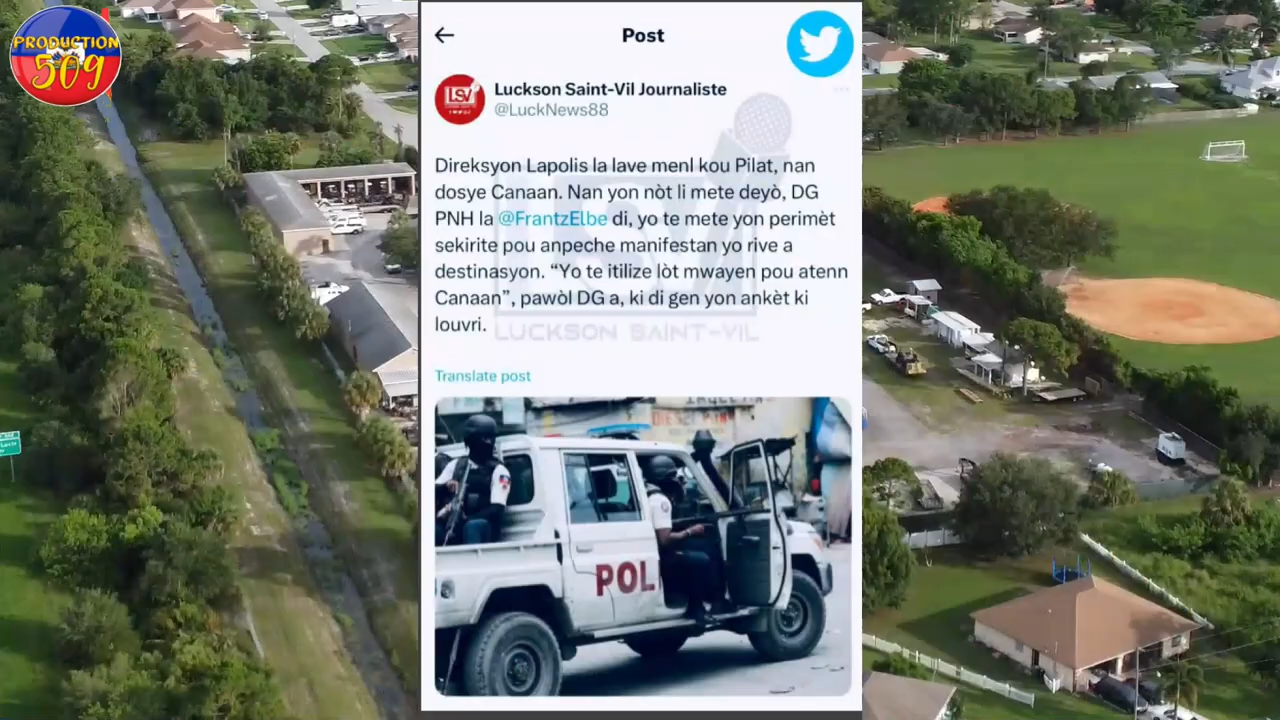 PRODUCTION
509
Post
Luckson Saint-Vil Journaliste
@LuckNews88
LSV
Direksyon Lapolis la lave menl kou Pilat, nan
dosye Canaan. Nan yon nòt li mete deyò, DG
PNH la @FrantzElbe di, yo te mete yon perimèt
sekirite pou anpeche manifestan yo rive a
destinasyon. “Yo te itilize lòt mwayen pou atenn
Canaan”, pawòl DG a, ki di gen yon ankèt ki
louvri.
LUCKSON SAINT-VIL
Translate post
POL